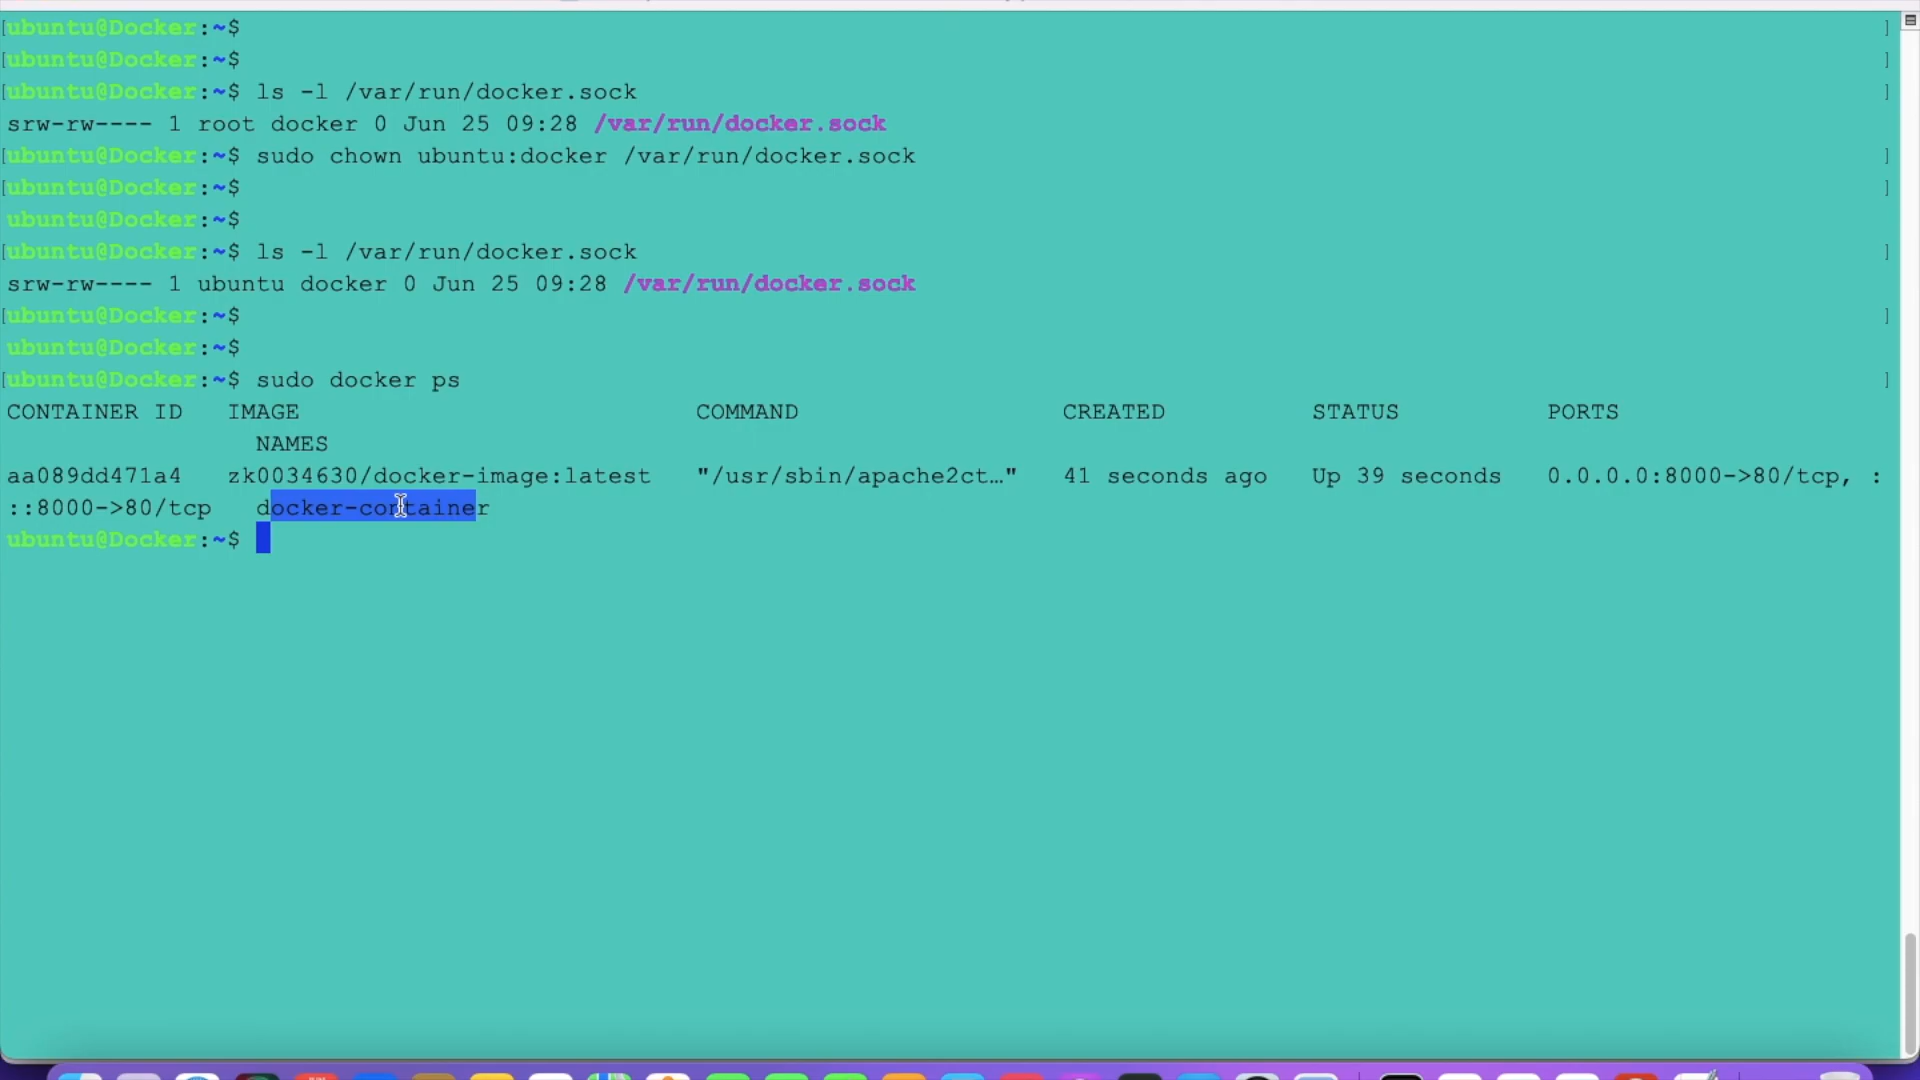 ubuntu@Docker:~$
ubuntu@Docker:~$
ubuntu@Docker:~$ ls -l /var/run/docker.sock
srw-rw---- 1 root docker 0 Jun 25 09:28 /var/run/docker.sock
ubuntu@Docker:~$ sudo chown ubuntu:docker /var/run/docker.sock
ubuntu@Docker:~$
ubuntu@Docker:~$
ubuntu@Docker:~$ ls -l /var/run/docker.sock
srw-rw---- 1 ubuntu docker 0 Jun 25 09:28 /var/run/docker.sock
ubuntu@Docker:~$
ubuntu@Docker:~$
ubuntu@Docker:~$ sudo docker ps
CONTAINER ID   IMAGE                           COMMAND                  CREATED          STATUS          PORTS
                 NAMES
aa089dd471a4   zk0034630/docker-image:latest   "/usr/sbin/apache2ct…"   41 seconds ago   Up 39 seconds   0.0.0.0:8000->80/tcp, :
::8000->80/tcp   docker-container
ubuntu@Docker:~$